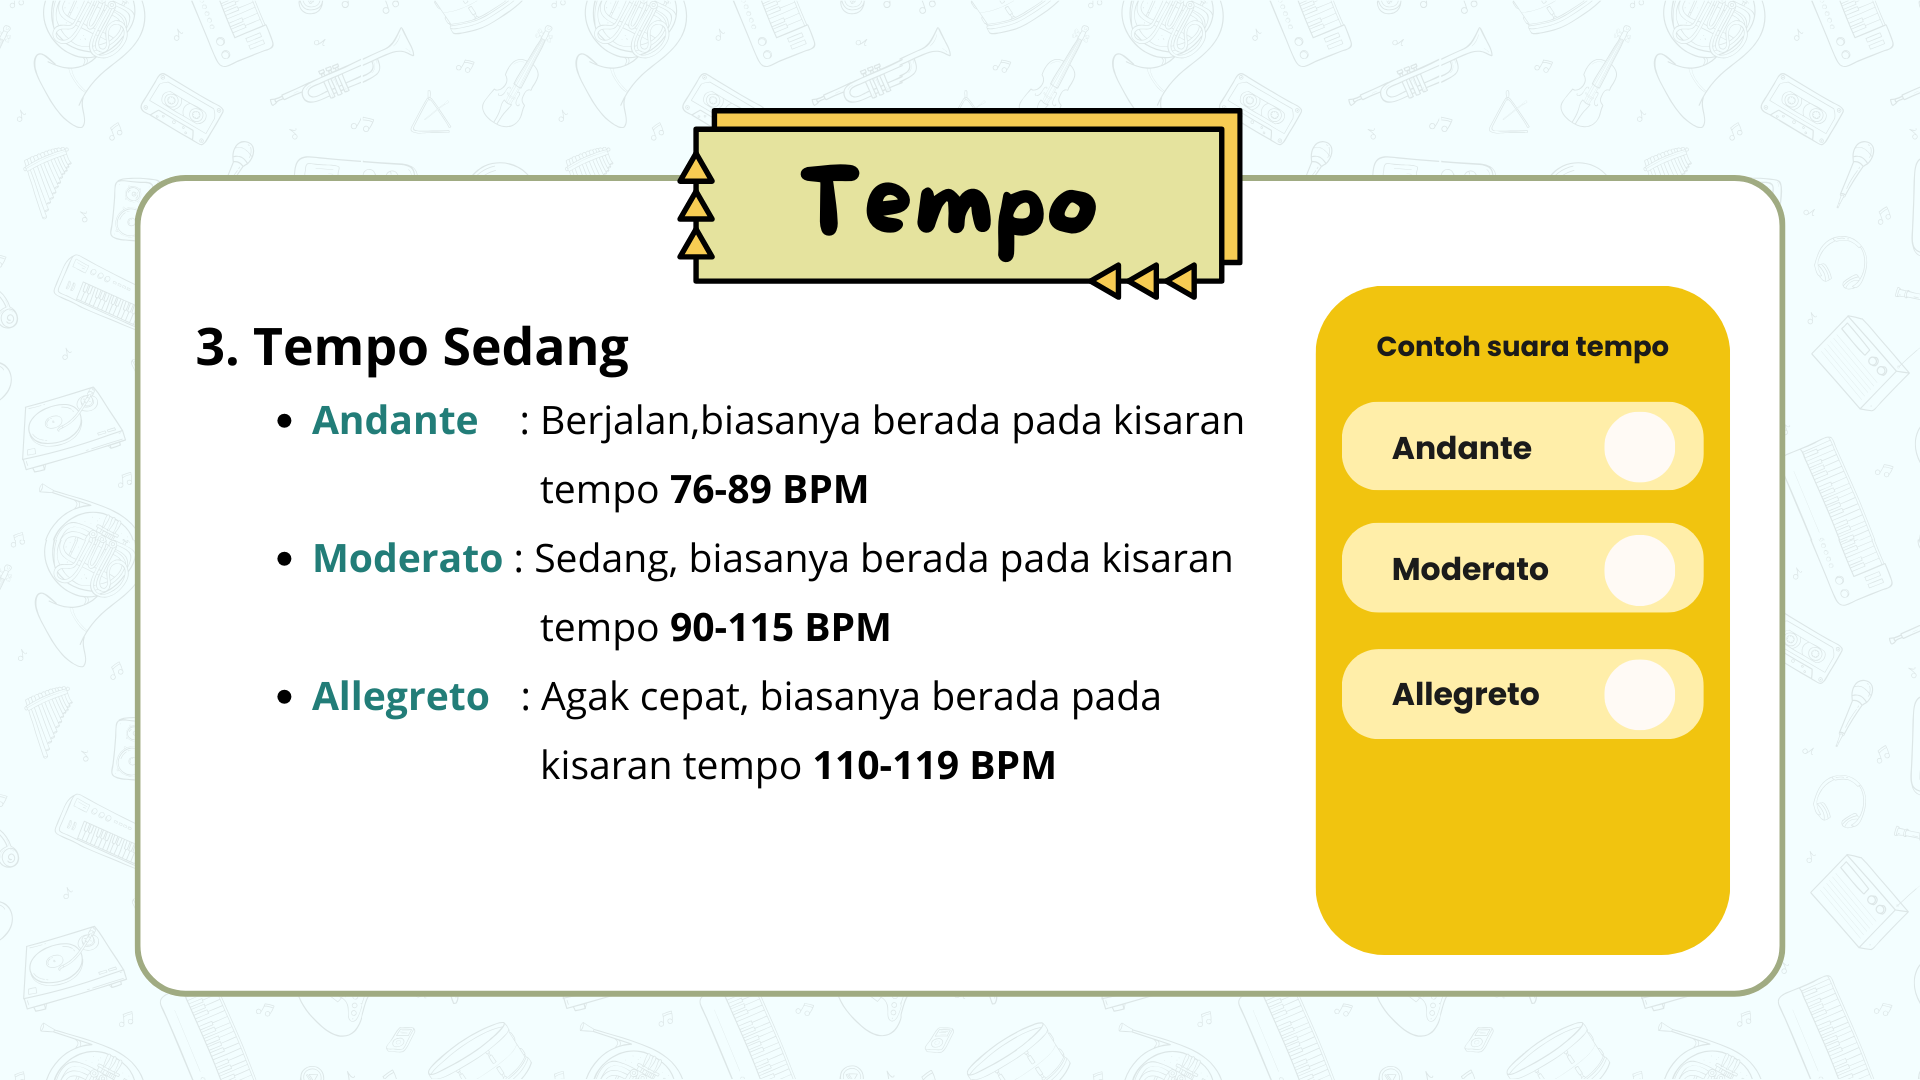 Tempo
3. Tempo Sedang
• Andante : Berjalan,biasanya berada pada kisaran
tempo 76-89 BPM
• Moderato : Sedang, biasanya berada pada kisaran
tempo 90-115 BPM
• Allegreto : Agak cepat, biasanya berada pada
kisaran tempo 110-119 BPM
Contoh suara tempo
Andante
Moderato
Allegreto